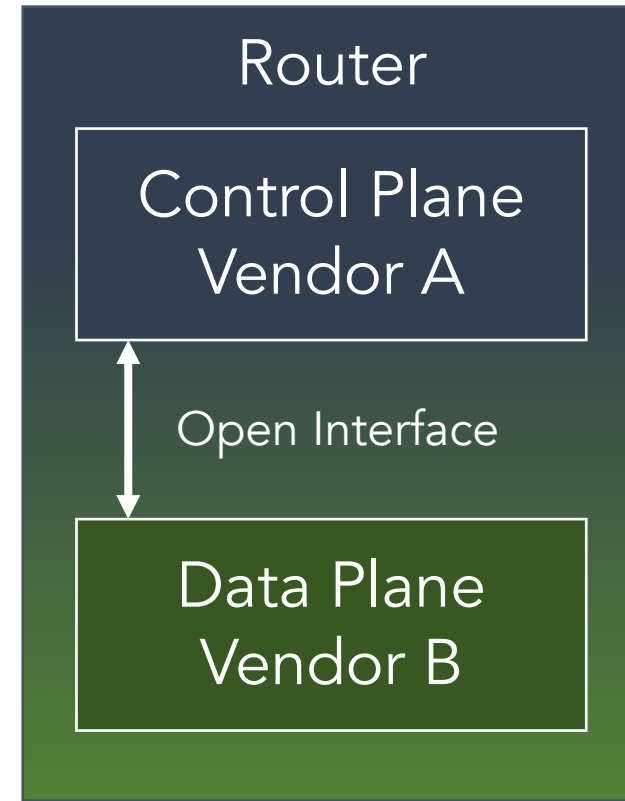 Router
Control Plane
Vendor A
Open Interface
Data Plane
Vendor B